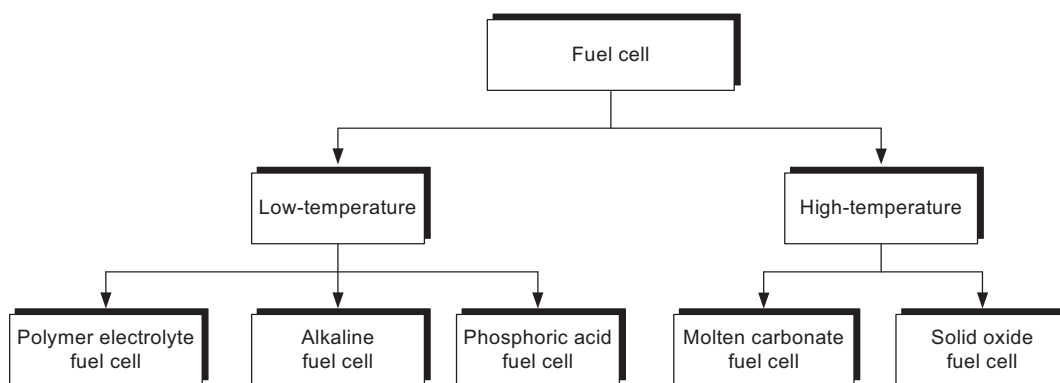 Fuel cell
Low-temperature
High-temperature
Polymer electrolyte
fuel cell
Alkaline
fuel cell
Phosphoric acid
fuel cell
Molten carbonate
fuel cell
Solid oxide
fuel cell